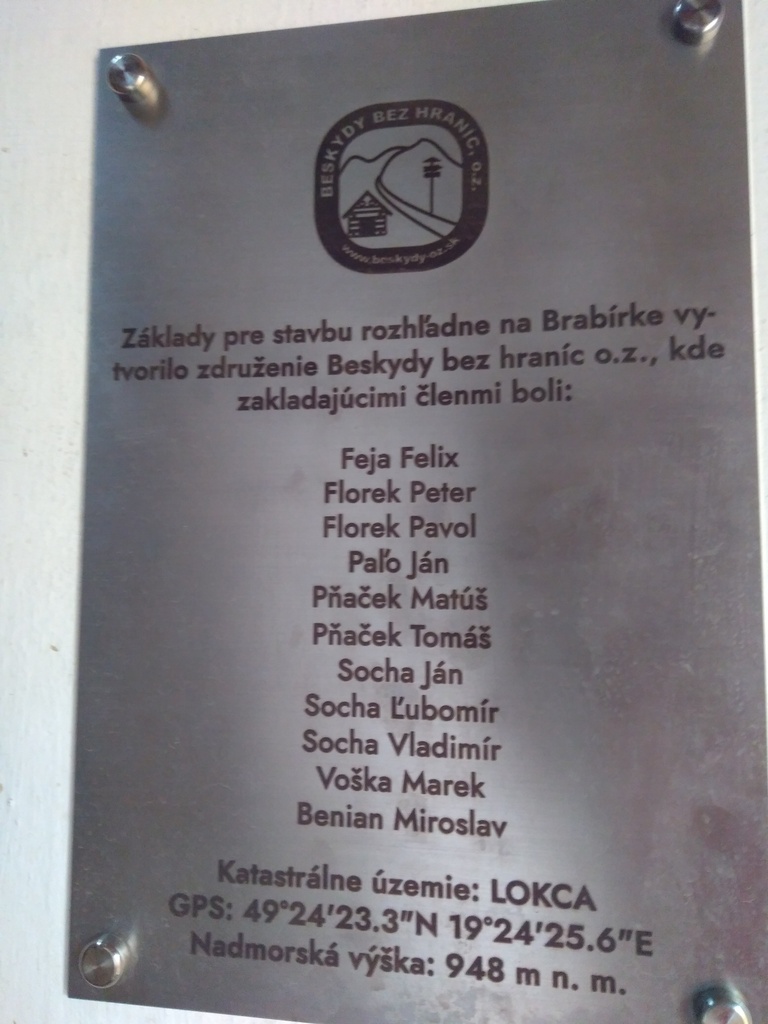 BESKYDY BEZ HRANÍC, o.z.
www.beskydy-oz.sk
Základy pre stavbu rozhľadne na Brabírke vy-
tvorilo združenie Beskydy bez hraníc o.z., kde
zakladajúcimi členmi boli:
Feja Felix
Florek Peter
Florek Pavol
Paľo Ján
Pňaček Matúš
Pňaček Tomáš
Socha Ján
Socha Ľubomír
Socha Vladimír
Voška Marek
Benian Miroslav
Katastrálne územie: LOKCA
GPS: 49°24'23.3"N 19°24'25.6"E
Nadmorská výška: 948 m n. m.